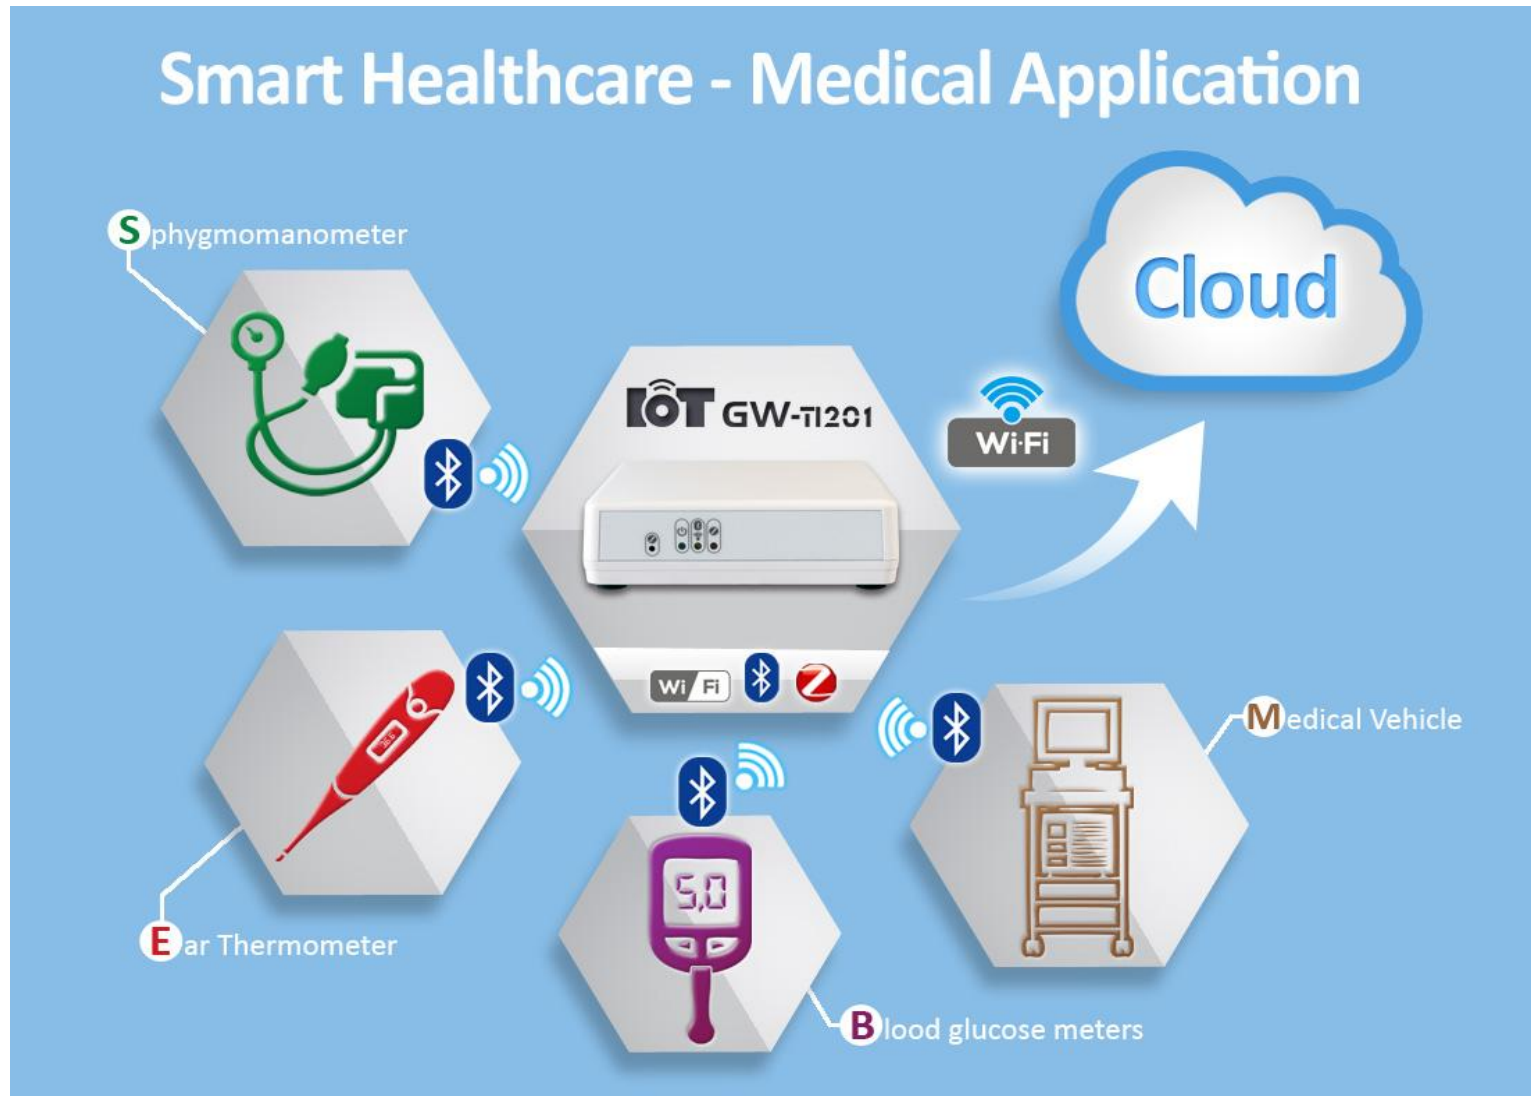 Smart Healthcare - Medical Application
Sphygmomanometer
Cloud
IOT GW-TI201
Wi-Fi
Wi Fi
Z
Medical Vehicle
Ear Thermometer
5,0
Blood glucose meters